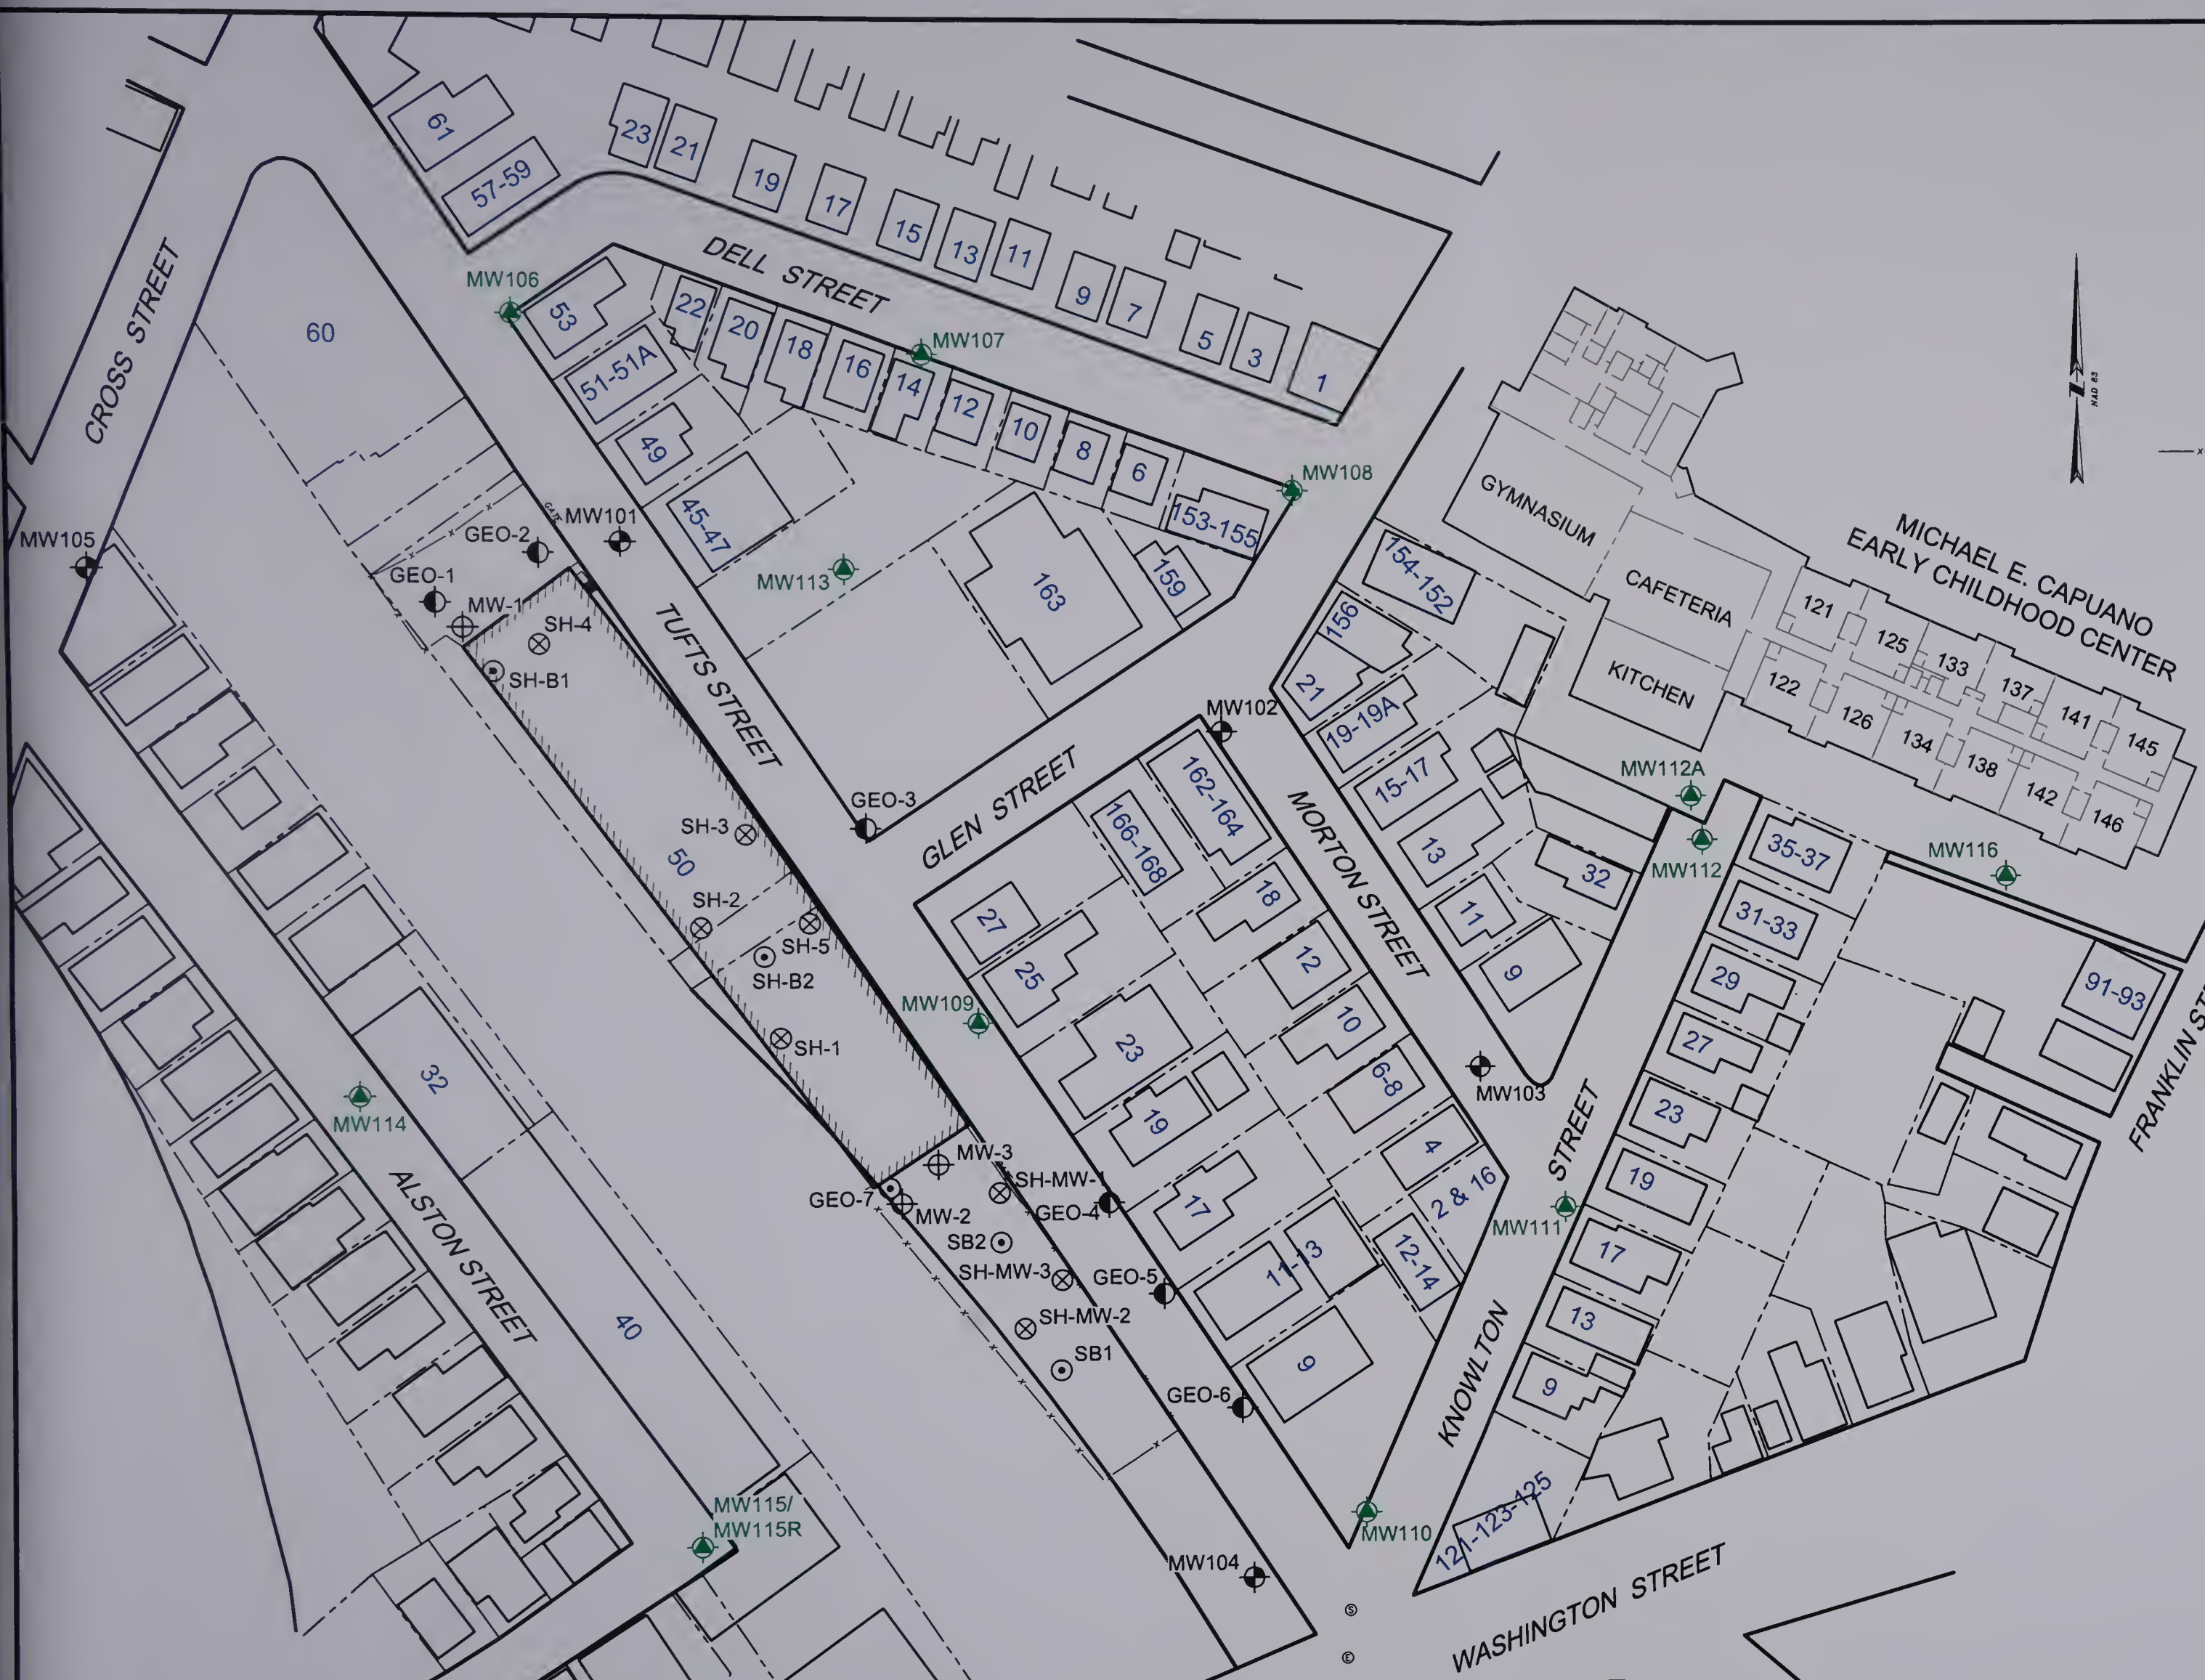 61
57-59
23
21
19
17
15
13
11
9
7
5
3
1
DELL STREET
CROSS STREET
60
MW106
53
51-51A
49
45-47
22
20
18
16
14
12
10
8
6
153-155
MW107
MW108
159
163
MW113
NAD 83
N
x
GATE
MW101
GEO-2
GEO-1
MW105
MW-1
SH-4
SH-B1
TUFTS STREET
SH-3
50
SH-2
SH-5
SH-B2
SH-1
GEO-3
GLEN STREET
MW102
GYMNASIUM
CAFETERIA
KITCHEN
MICHAEL E. CAPUANO
EARLY CHILDHOOD CENTER
121
125
133
137
141
145
122
126
134
138
142
146
154-152
156
21
19-19A
15-17
13
11
9
32
MORTON STREET
162-164
166-168
18
12
10
6-8
4
2 & 16
12-14
27
25
23
19
17
11-13
9
MW109
MW112A
MW112
MW116
MW103
35-37
31-33
29
27
23
19
17
13
9
121-123-125
91-93
FRANKLIN
KNOWLTON STREET
MW111
MW110
MW104
WASHINGTON STREET
S
E
MW-3
SH-MW-1
GEO-7
MW-2
GEO-4
SB2
SH-MW-3
GEO-5
SH-MW-2
SB1
GEO-6
32
40
MW114
ALSTON STREET
MW115/
MW115R